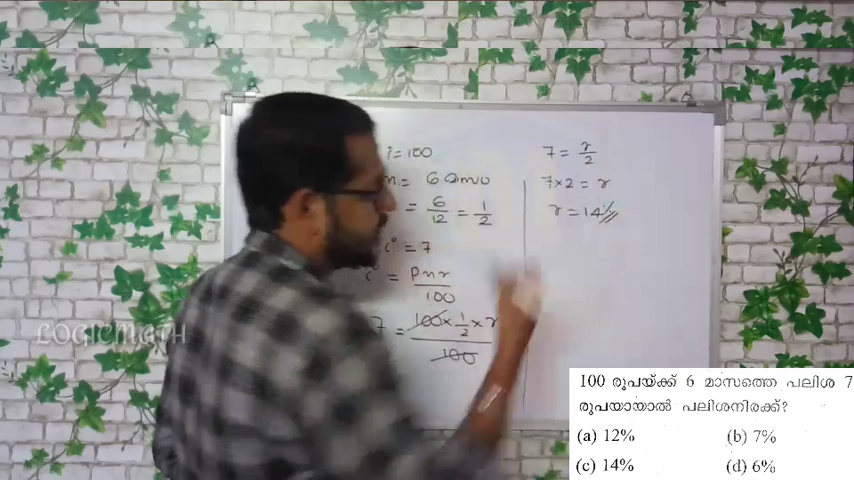 P = 100
n = 6 മാസം
= 6/12 = 1/2
i = 7
i = Pnr/100
7 = 100 × 1/2 × r / 100
7 = r/2
7×2 = r
r = 14%
LOGICMATH
100 രൂപയ്ക്ക് 6 മാസത്തെ പലിശ 7
രൂപയായാൽ പലിശനിരക്ക്?
(a) 12% (b) 7%
(c) 14% (d) 6%